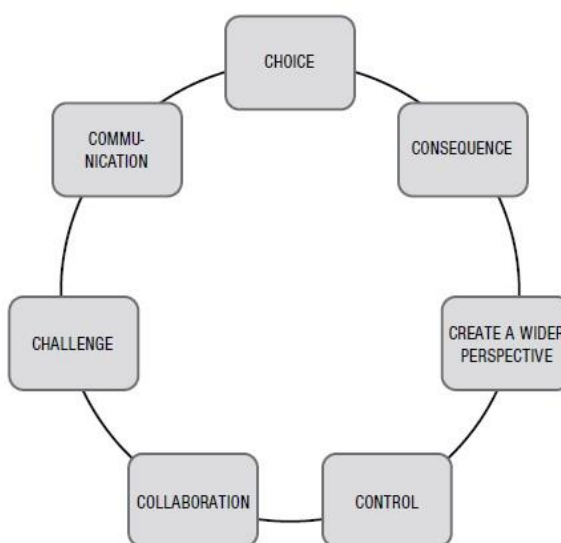 CHOICE
CONSEQUENCE
CREATE A WIDER
PERSPECTIVE
CONTROL
COLLABORATION
CHALLENGE
COMMU-
NICATION